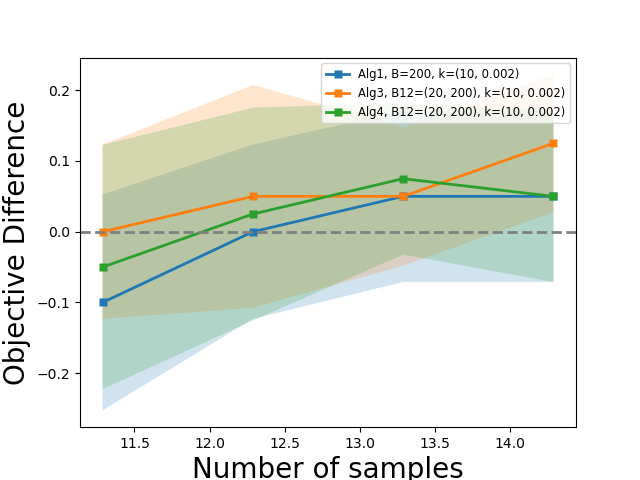 Alg1, B=200, k=(10, 0.002)
Alg3, B12=(20, 200), k=(10, 0.002)
Alg4, B12=(20, 200), k=(10, 0.002)
Objective Difference
0.2
0.1
0.0
−0.1
−0.2
11.5 12.0 12.5 13.0 13.5 14.0
Number of samples